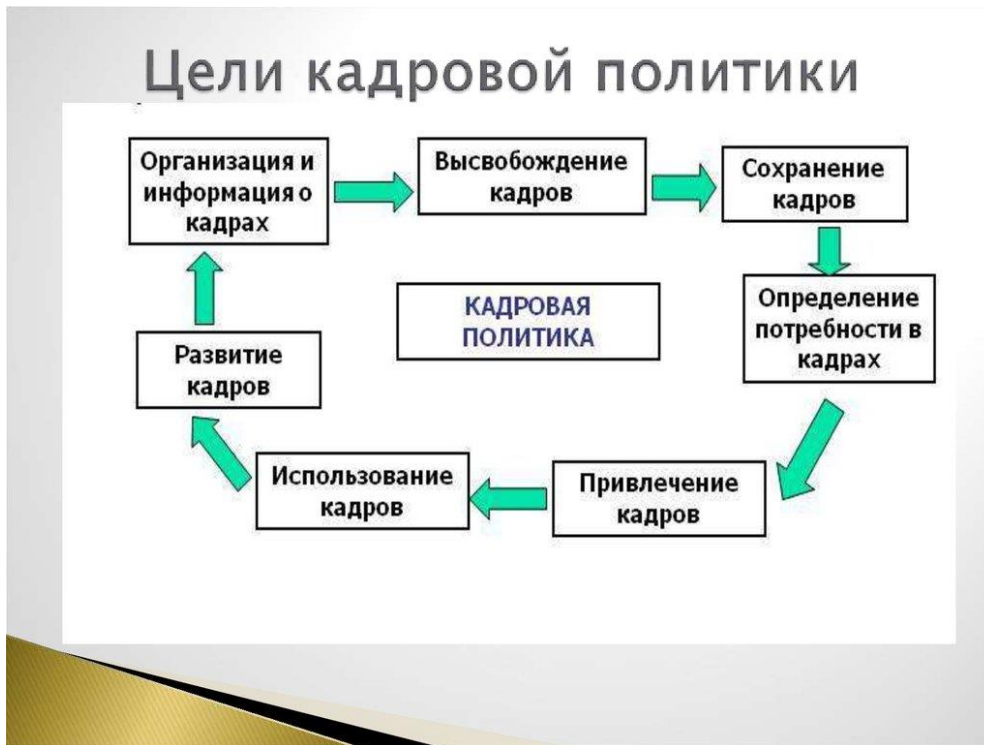 Цели кадровой политики
Организация и
информация о
кадрах
Высвобождение
кадров
Сохранение
кадров
Определение
потребности в
кадрах
КАДРОВАЯ
ПОЛИТИКА
Развитие
кадров
Использование
кадров
Привлечение
кадров